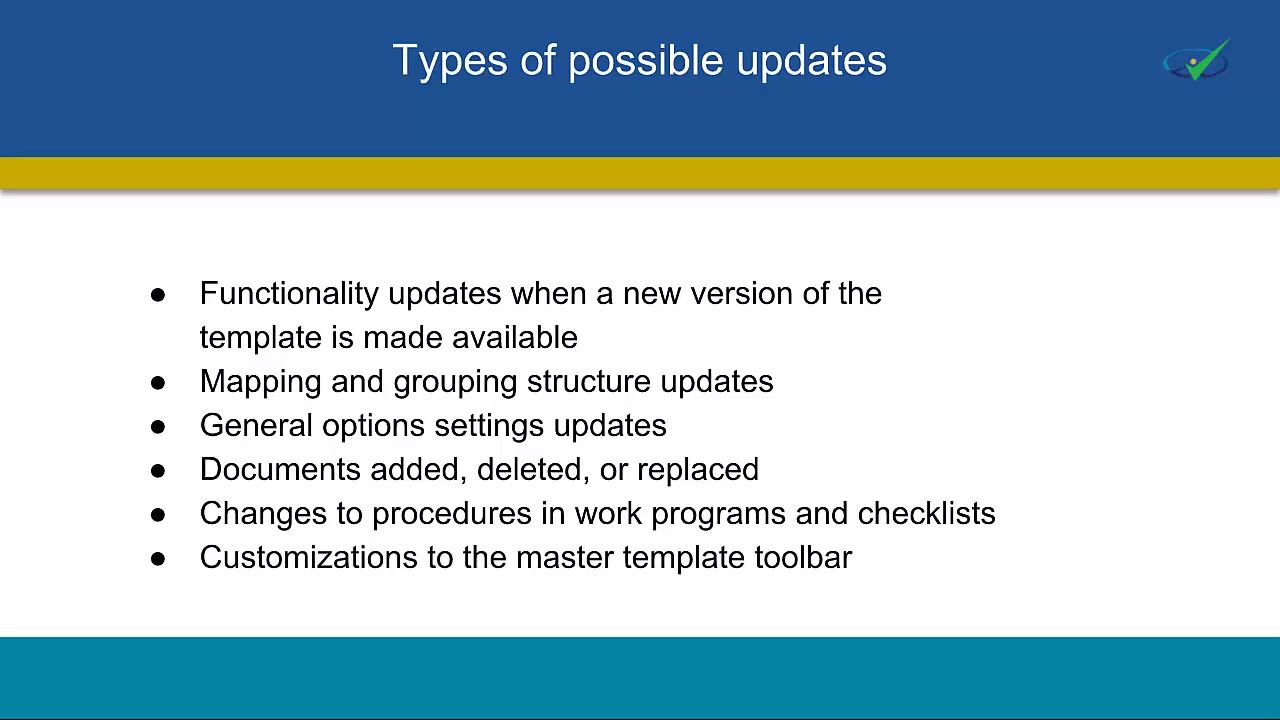 Types of possible updates
● Functionality updates when a new version of the
template is made available
● Mapping and grouping structure updates
● General options settings updates
● Documents added, deleted, or replaced
● Changes to procedures in work programs and checklists
● Customizations to the master template toolbar